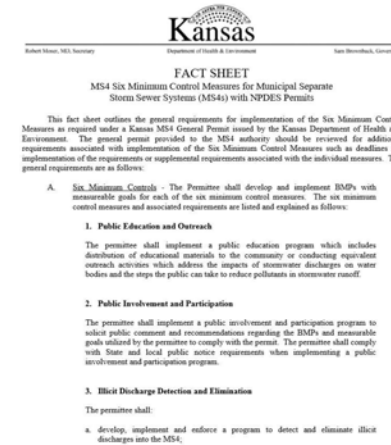 Kansas
Robert Moser, M.D. Secretary Department of Health & Environment Sam Brownback, Gover
FACT SHEET
MS4 Six Minimum Control Measures for Municipal Separate
Storm Sewer Systems (MS4s) with NPDES Permits
This fact sheet outlines the general requirements for implementation of the Six Minimum Cont
Measures as required under a Kansas MS4 General Permit issued by the Kansas Department of Health a
Environment. The general permit provided to the MS4 authority should be reviewed for addition
requirements associated with implementation of the Six Minimum Control Measures such as deadlines
implementation of the requirements or supplemental requirements associated with the individual measures. T
general requirements are as follows:
A. Six Minimum Controls - The Permittee shall develop and implement BMPs with
measurable goals for each of the six minimum control measures. The six minimum
control measures and associated requirements are listed and explained as follows:
1. Public Education and Outreach
The permittee shall implement a public education program which includes
distribution of educational materials to the community or conducting equivalent
outreach activities which address the impacts of stormwater discharges on water
bodies and the steps the public can take to reduce pollutants in stormwater runoff.
2. Public Involvement and Participation
The permittee shall implement a public involvement and participation program to
solicit public comment and recommendations regarding the BMPs and measurable
goals utilized by the permittee to comply with the permit. The permittee shall comply
with State and local public notice requirements when implementing a public
involvement and participation program.
3. Illicit Discharge Detection and Elimination
The permittee shall:
a. develop, implement and enforce a program to detect and eliminate illicit
discharges into the MS4;